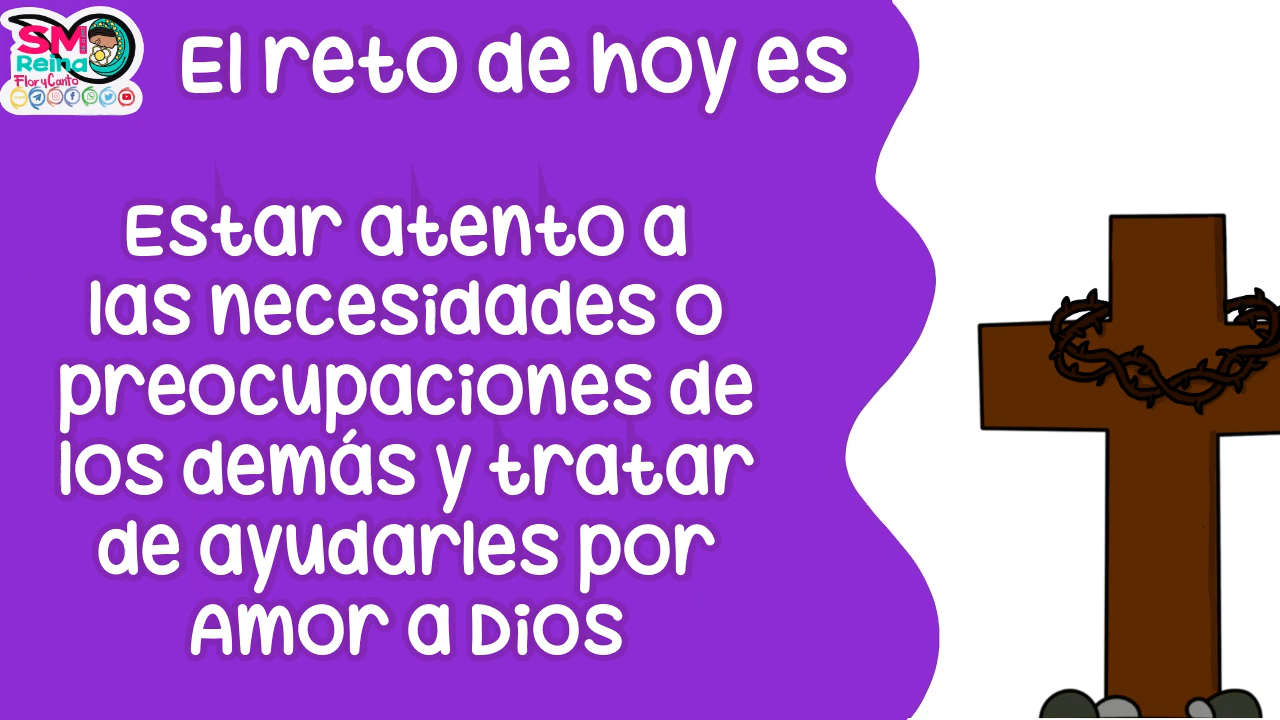 SM
Reina
Flor y Canto
El reto de hoy es
Estar atento a
las necesidades o
preocupaciones de
los demás y tratar
de ayudarles por
Amor a Dios